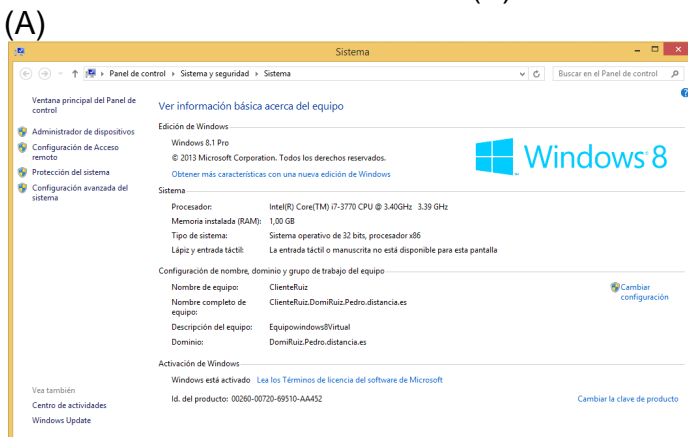 (A)
Sistema
Panel de control ▸ Sistema y seguridad ▸ Sistema
Buscar en el Panel de control
Ventana principal del Panel de
control
Administrador de dispositivos
Configuración de Acceso
remoto
Protección del sistema
Configuración avanzada del
sistema
Ver información básica acerca del equipo
Edición de Windows
Windows 8.1 Pro
© 2013 Microsoft Corporation. Todos los derechos reservados.
Obtener más características con una nueva edición de Windows
Windows 8
Sistema
Procesador: Intel(R) Core(TM) i7-3770 CPU @ 3.40GHz 3.39 GHz
Memoria instalada (RAM): 1,00 GB
Tipo de sistema: Sistema operativo de 32 bits, procesador x86
Lápiz y entrada táctil: La entrada táctil o manuscrita no está disponible para esta pantalla
Configuración de nombre, dominio y grupo de trabajo del equipo
Nombre de equipo: ClienteRuiz
Cambiar
configuración
Nombre completo de
equipo: ClienteRuiz.DomiRuiz.Pedro.distancia.es
Descripción del equipo: Equipowindows8Virtual
Dominio: DomiRuiz.Pedro.distancia.es
Activación de Windows
Windows está activado Lea los Términos de licencia del software de Microsoft
Id. del producto: 00260-00720-69510-AA452
Cambiar la clave de producto
Vea también
Centro de actividades
Windows Update